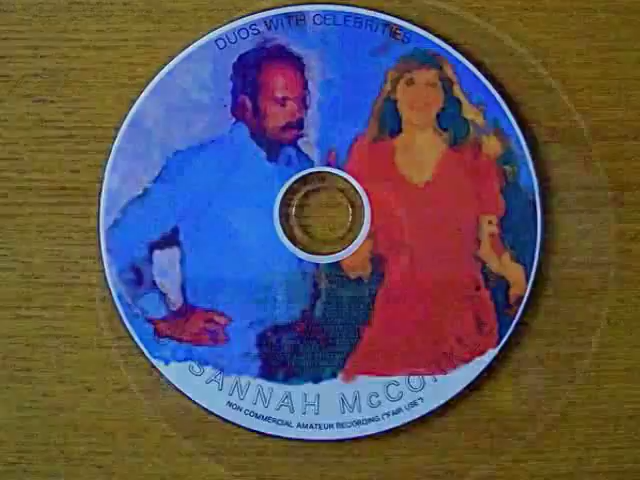 DUOS WITH CELEBRITIES
SANNAH McCO
NON COMMERCIAL AMATEUR RECORDING ("FAIR USE")